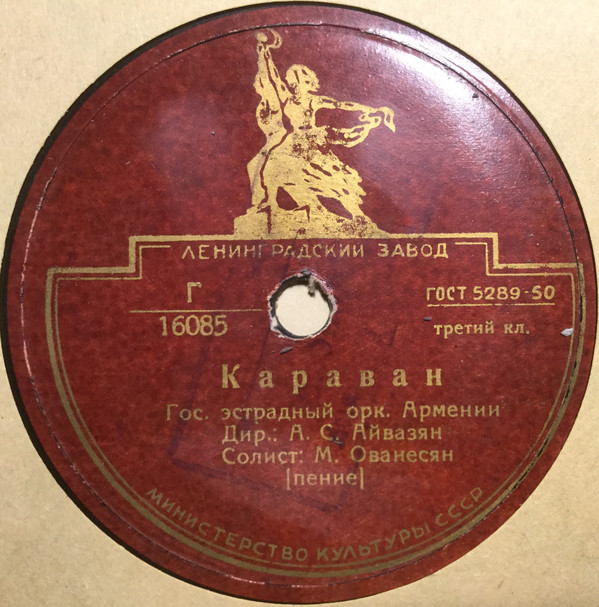 ЛЕНИНГРАДСКИЙ ЗАВОД
Г
16085
ГОСТ 5289-50
третий кл.
Караван
Гос. эстрадный орк. Армении
Дир.: А. С. Айвазян
Солист: М. Ованесян
[пение]
МИНИСТЕРСТВО КУЛЬТУРЫ СССР